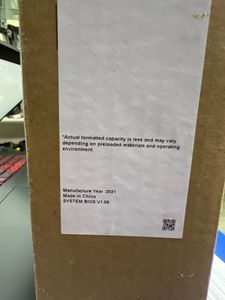 *Actual formatted capacity is less and may vary
depending on preloaded materials and operating
environment.
Manufacture Year 2021
Made in China
SYSTEM BIOS:V1.09